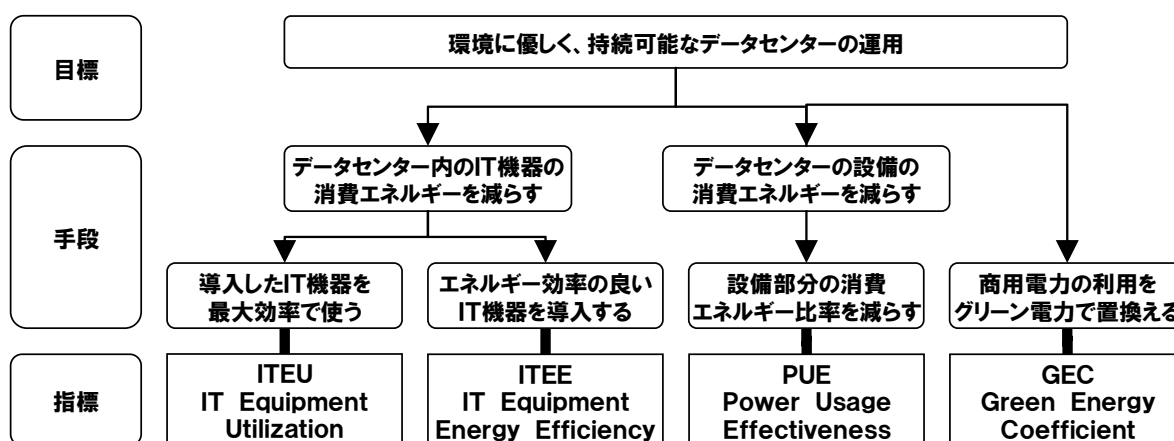 目標
環境に優しく、持続可能なデータセンターの運用
手段
データセンター内のIT機器の
消費エネルギーを減らす
データセンターの設備の
消費エネルギーを減らす
導入したIT機器を
最大効率で使う
エネルギー効率の良い
IT機器を導入する
設備部分の消費
エネルギー比率を減らす
商用電力の利用を
グリーン電力で置換える
指標
ITEU
IT Equipment
Utilization
ITEE
IT Equipment
Energy Efficiency
PUE
Power Usage
Effectiveness
GEC
Green Energy
Coefficient